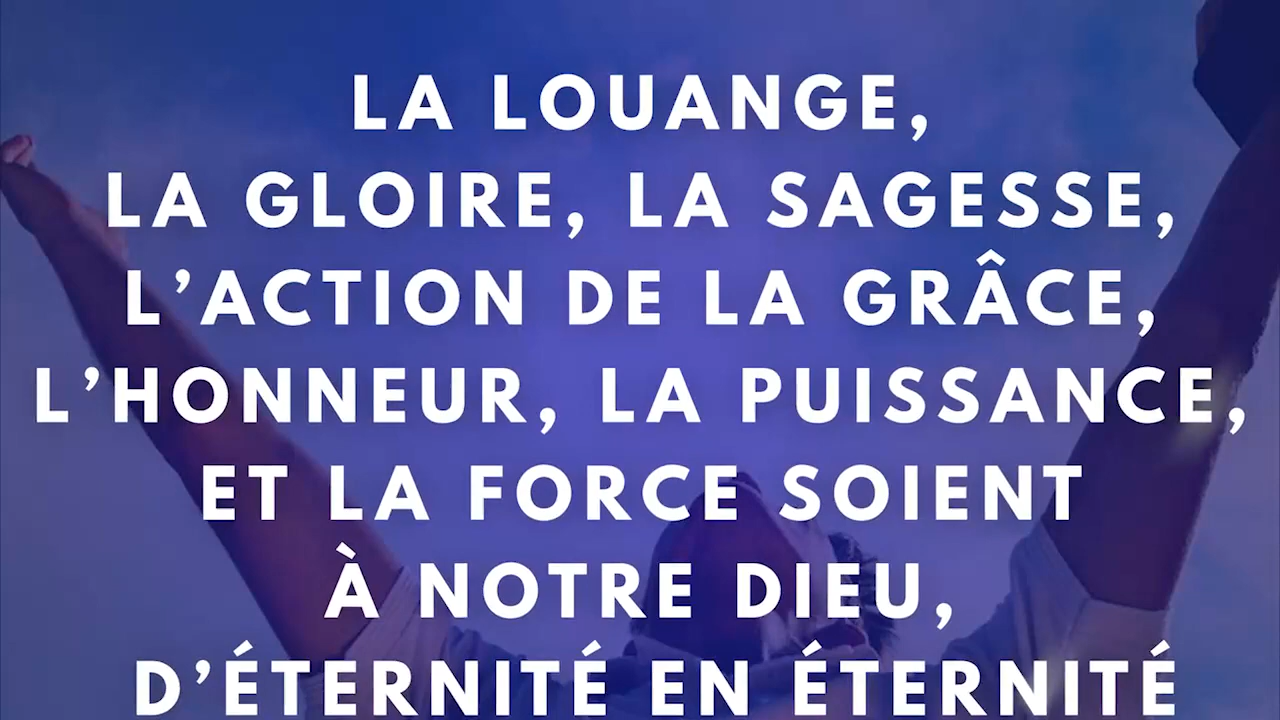 LA LOUANGE,
LA GLOIRE, LA SAGESSE,
L’ACTION DE LA GRÂCE,
L’HONNEUR, LA PUISSANCE,
ET LA FORCE SOIENT
À NOTRE DIEU,
D’ÉTERNITÉ EN ÉTERNITÉ